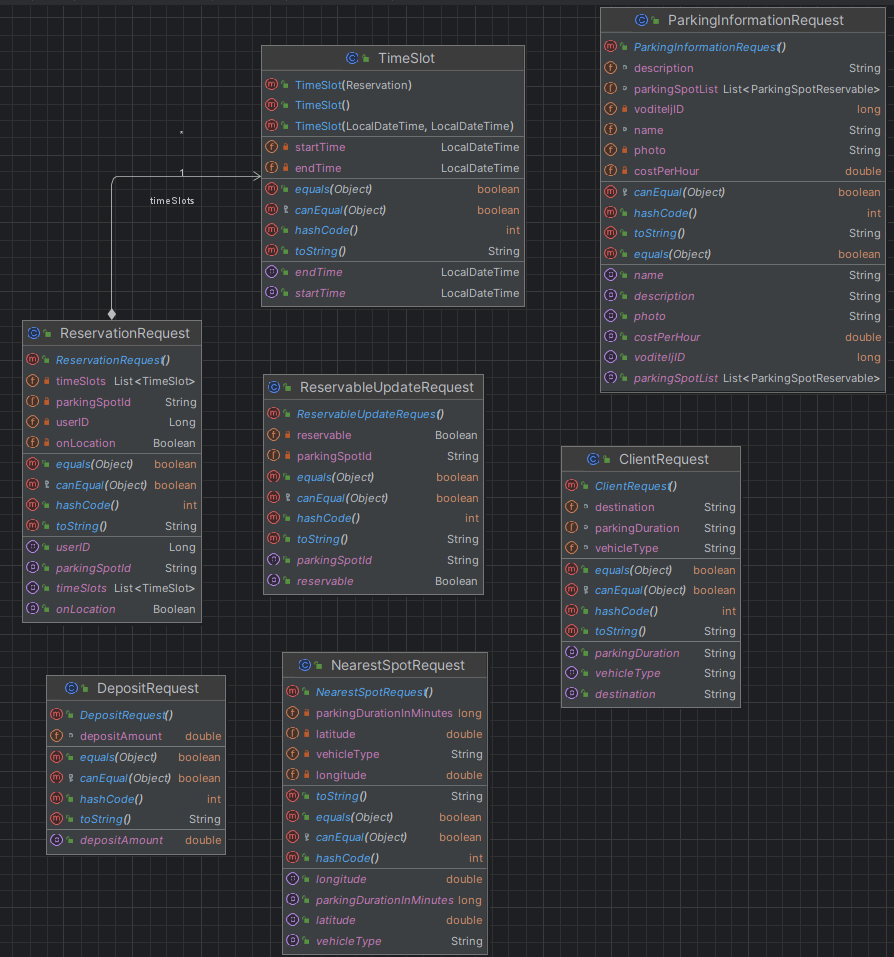 ParkingInformationRequest
ParkingInformationRequest()
description String
parkingSpotList List<ParkingSpotReservable>
voditeljID long
name String
photo String
costPerHour double
canEqual(Object) boolean
hashCode() int
toString() String
equals(Object) boolean
name String
description String
photo String
costPerHour double
voditeljID long
parkingSpotList List<ParkingSpotReservable>
TimeSlot
TimeSlot(Reservation)
TimeSlot()
TimeSlot(LocalDateTime, LocalDateTime)
startTime LocalDateTime
endTime LocalDateTime
equals(Object) boolean
canEqual(Object) boolean
hashCode() int
toString() String
endTime LocalDateTime
startTime LocalDateTime
*
1
timeSlots
ReservationRequest
ReservationRequest()
timeSlots List<TimeSlot>
parkingSpotId String
userID Long
onLocation Boolean
equals(Object) boolean
canEqual(Object) boolean
hashCode() int
toString() String
userID Long
parkingSpotId String
timeSlots List<TimeSlot>
onLocation Boolean
ReservableUpdateRequest
ReservableUpdateReques()
reservable Boolean
parkingSpotId String
equals(Object) boolean
canEqual(Object) boolean
hashCode() int
toString() String
parkingSpotId String
reservable Boolean
ClientRequest
ClientRequest()
destination String
parkingDuration String
vehicleType String
equals(Object) boolean
canEqual(Object) boolean
hashCode() int
toString() String
parkingDuration String
vehicleType String
destination String
DepositRequest
DepositRequest()
depositAmount double
equals(Object) boolean
canEqual(Object) boolean
hashCode() int
toString() String
depositAmount double
NearestSpotRequest
NearestSpotRequest()
parkingDurationInMinutes long
latitude double
vehicleType String
longitude double
toString() String
equals(Object) boolean
canEqual(Object) boolean
hashCode() int
longitude double
parkingDurationInMinutes long
latitude double
vehicleType String